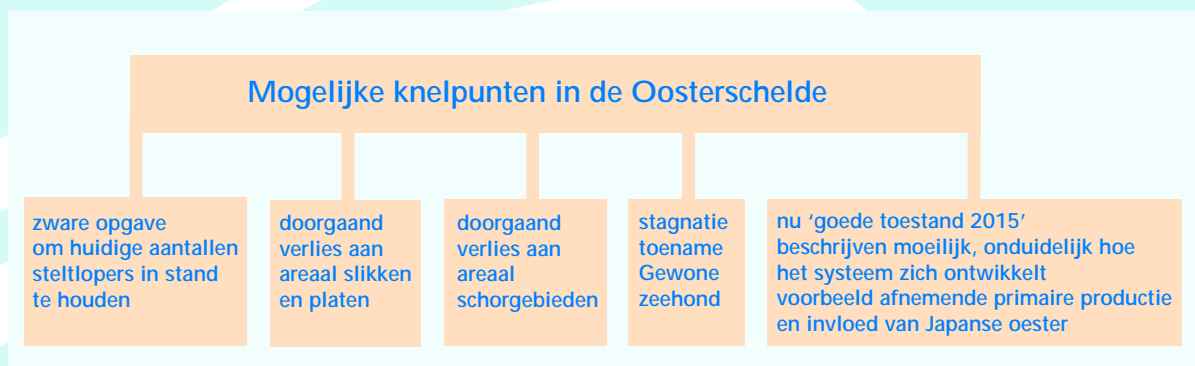 Mogelijke knelpunten in de Oosterschelde
zware opgave
om huidige aantallen
steltlopers in stand
te houden
doorgaand
verlies aan
areaal slikken
en platen
doorgaand
verlies aan
areaal
schorgebieden
stagnatie
toename
Gewone
zeehond
nu ‘goede toestand 2015’
beschrijven moeilijk, onduidelijk hoe
het systeem zich ontwikkelt
voorbeeld afnemende primaire productie
en invloed van Japanse oester